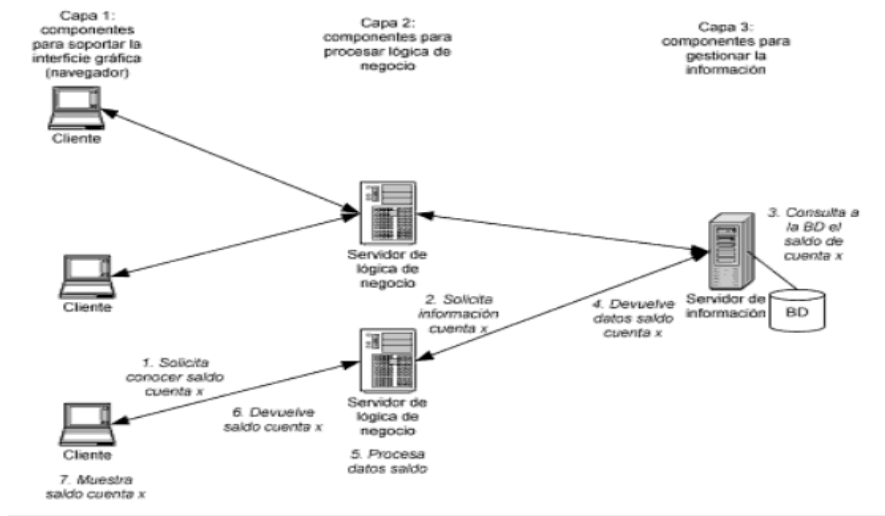 Capa 1:
componentes
para soportar la
interficie gráfica
(navegador)
Capa 2:
componentes para
procesar lógica de
negocio
Capa 3:
componentes para
gestionar la
información
Cliente
Cliente
Cliente
Servidor de
lógica de
negocio
Servidor de
lógica de
negocio
Servidor de
información
BD
1. Solicita
conocer saldo
cuenta x
2. Solicita
información
cuenta x
3. Consulta a
la BD el
saldo de
cuenta x
4. Devuelve
datos saldo
cuenta x
5. Procesa
datos saldo
6. Devuelve
saldo cuenta x
7. Muestra
saldo cuenta x